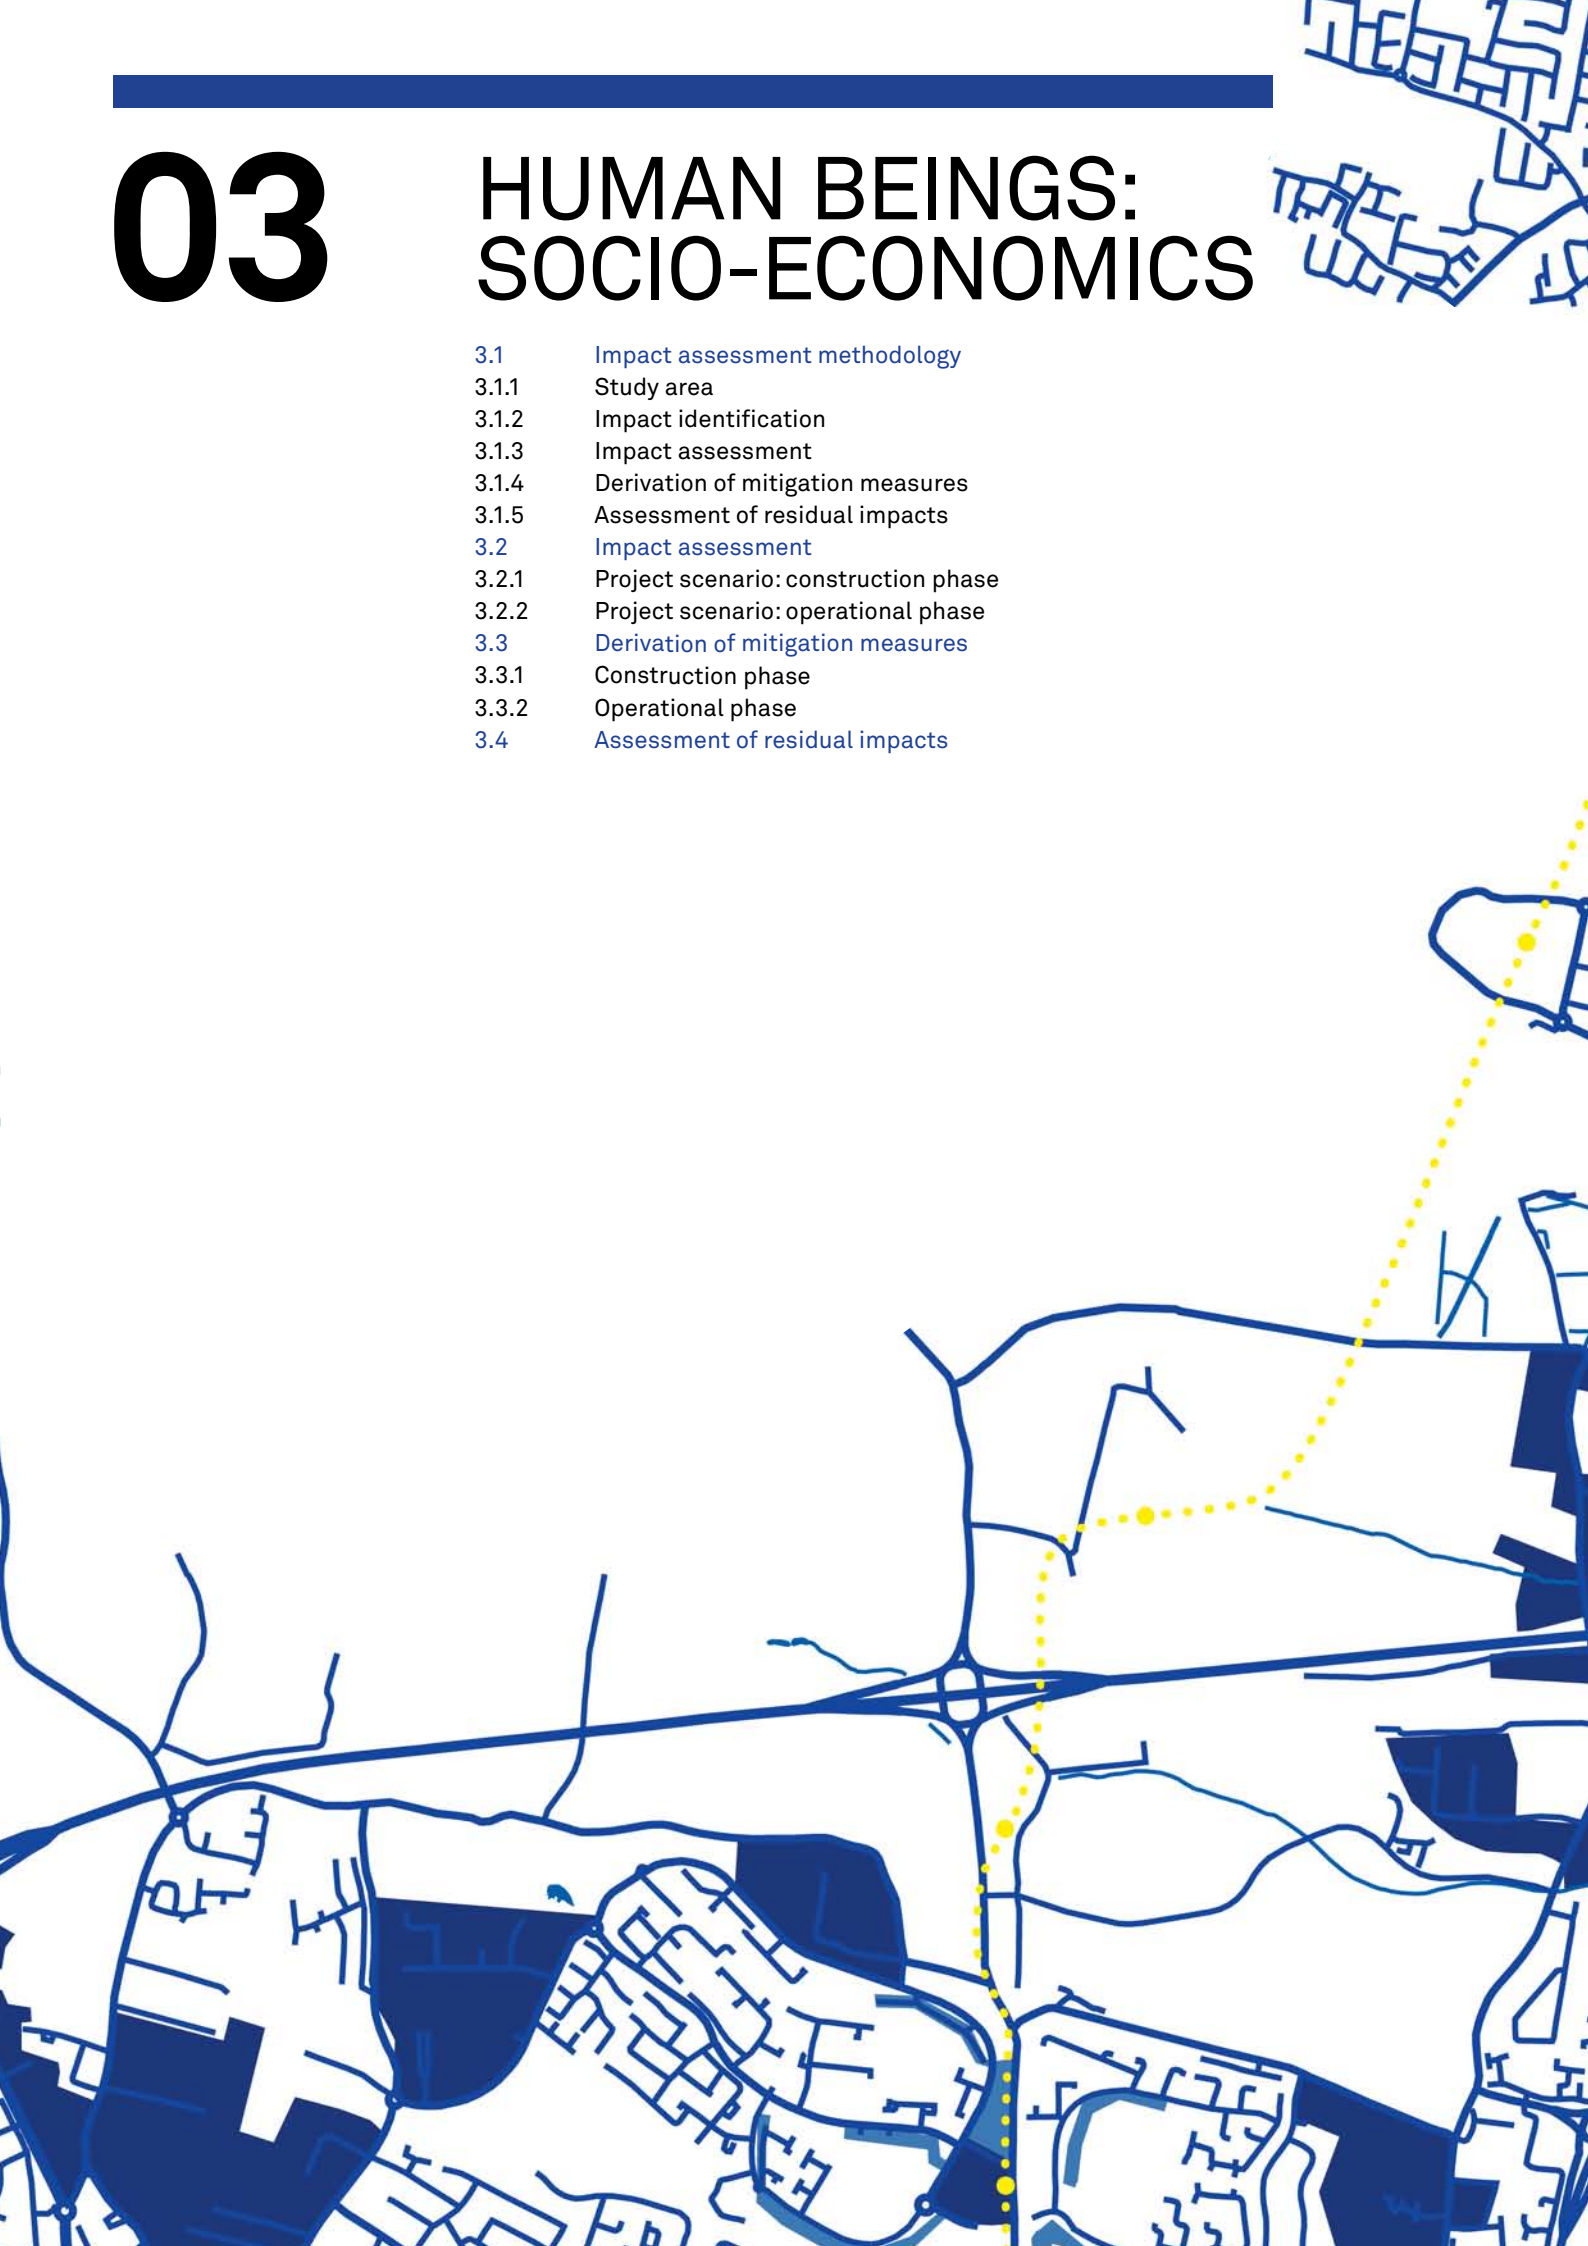 03
HUMAN BEINGS:
SOCIO-ECONOMICS
3.1 Impact assessment methodology
3.1.1 Study area
3.1.2 Impact identification
3.1.3 Impact assessment
3.1.4 Derivation of mitigation measures
3.1.5 Assessment of residual impacts
3.2 Impact assessment
3.2.1 Project scenario: construction phase
3.2.2 Project scenario: operational phase
3.3 Derivation of mitigation measures
3.3.1 Construction phase
3.3.2 Operational phase
3.4 Assessment of residual impacts